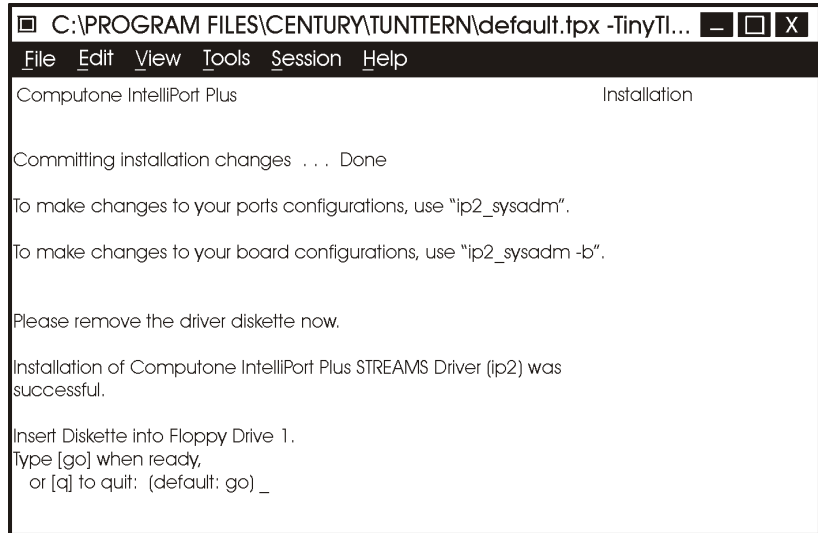 C:\PROGRAM FILES\CENTURY\TUNTTERN\default.tpx -TinyTI...
File Edit View Tools Session Help
Computone IntelliPort Plus Installation
Committing installation changes . . . Done
To make changes to your ports configurations, use “ip2_sysadm”.
To make changes to your board configurations, use “ip2_sysadm -b”.
Please remove the driver diskette now.
Installation of Computone IntelliPort Plus STREAMS Driver (ip2) was
successful.
Insert Diskette into Floppy Drive 1.
Type [go] when ready,
or [q] to quit: (default: go) _